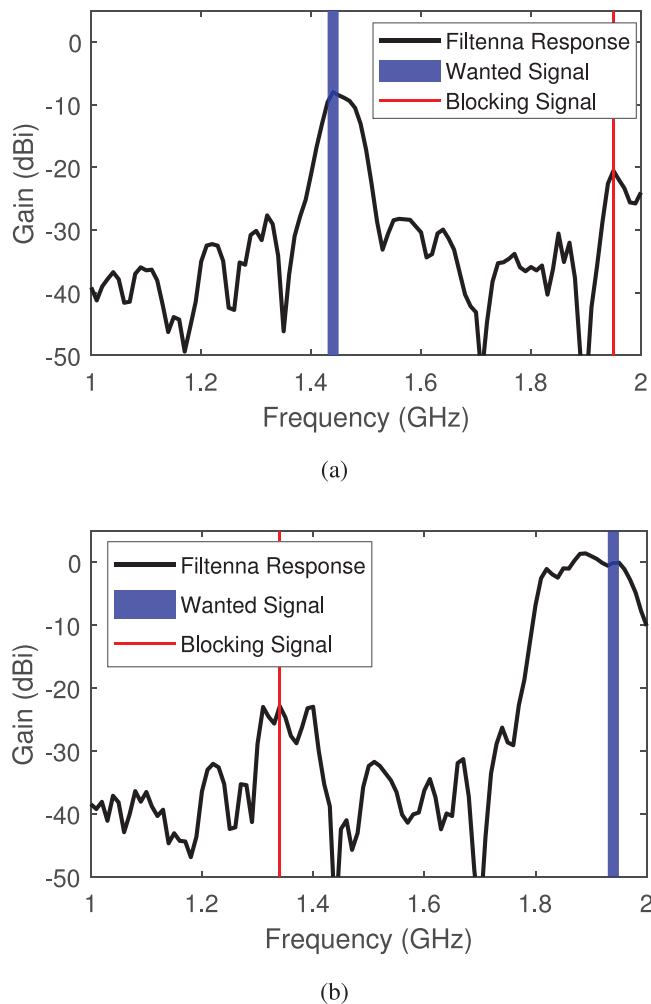 0
-10
-20
-30
-40
-50
Gain (dBi)
Filtenna Response
Wanted Signal
Blocking Signal
1
1.2
1.4
1.6
1.8
2
Frequency (GHz)
(a)
0
-10
-20
-30
-40
-50
Gain (dBi)
Filtenna Response
Wanted Signal
Blocking Signal
1
1.2
1.4
1.6
1.8
2
Frequency (GHz)
(b)